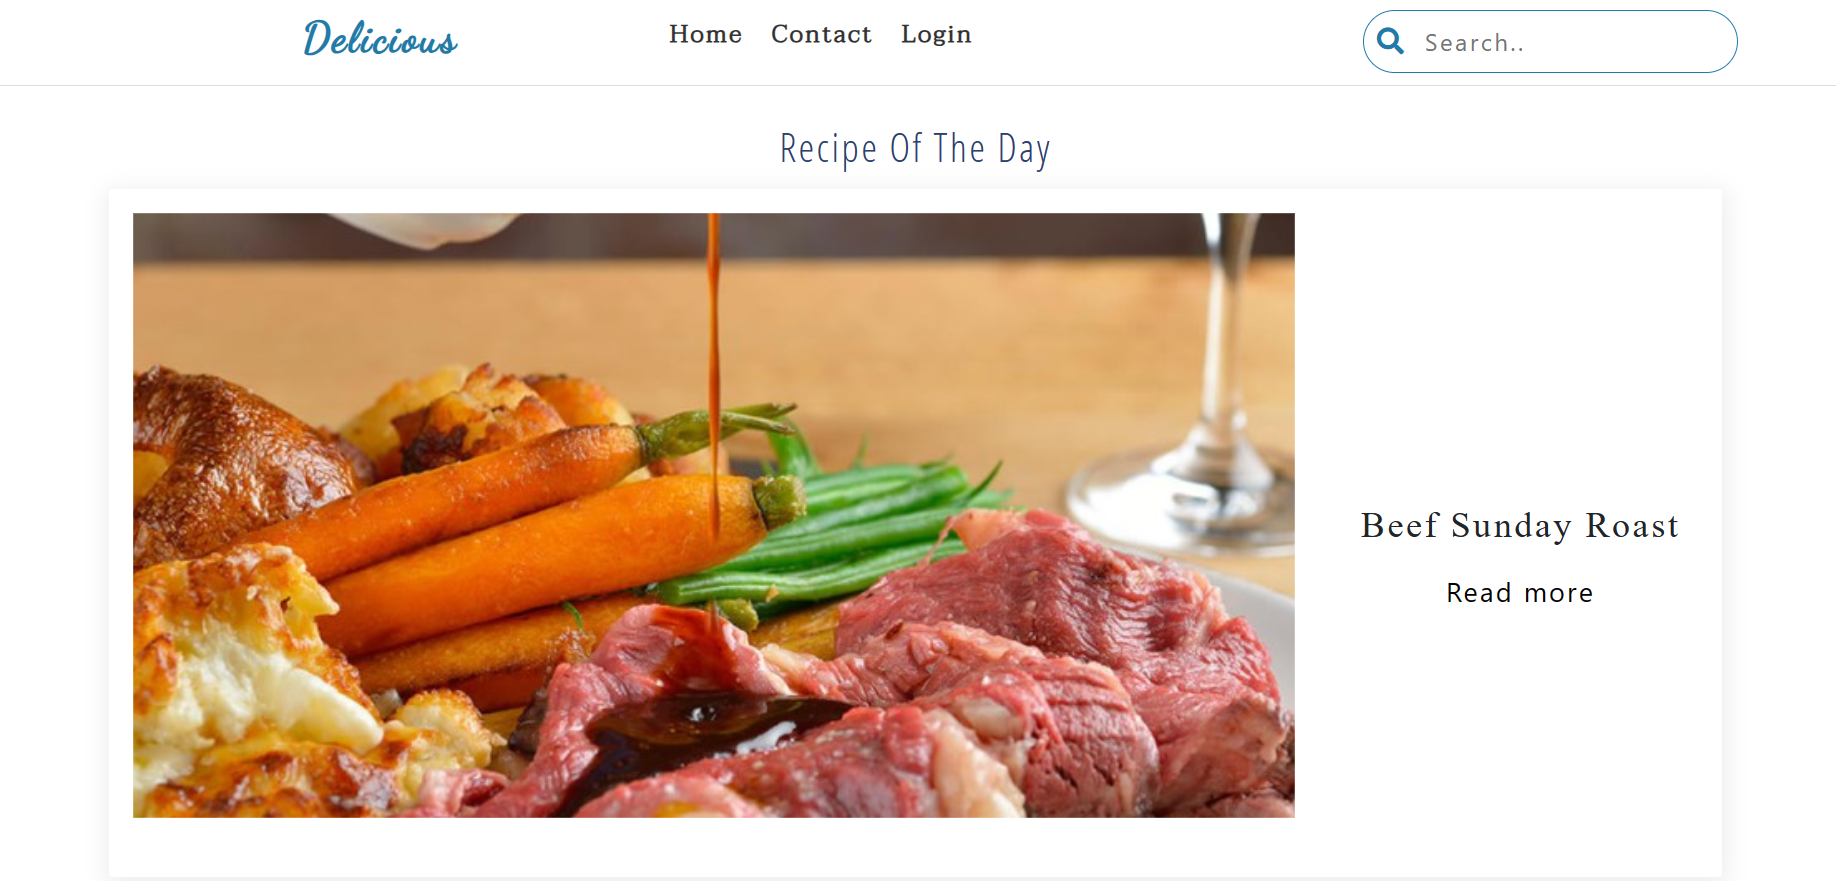 Delicious
Home Contact Login
Search..
Recipe Of The Day
Beef Sunday Roast
Read more